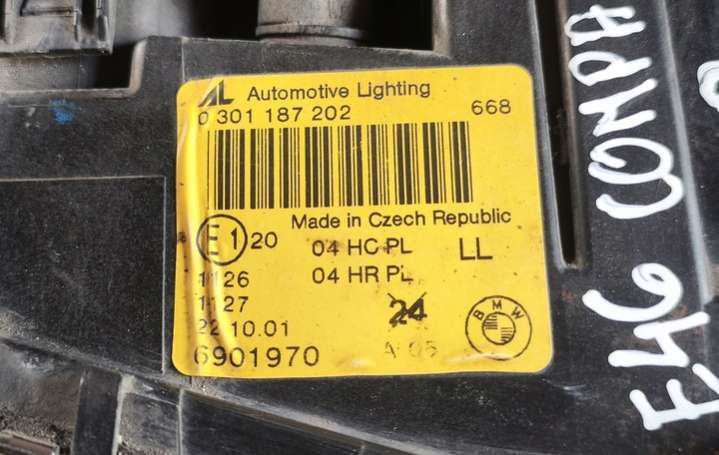 AL Automotive Lighting
0 301 187 202 668
Made in Czech Republic
E1 20 04 HC PL LL
04 HR PL
1126
1127
22.10.01 24
BMW
6901970 A 05
E46